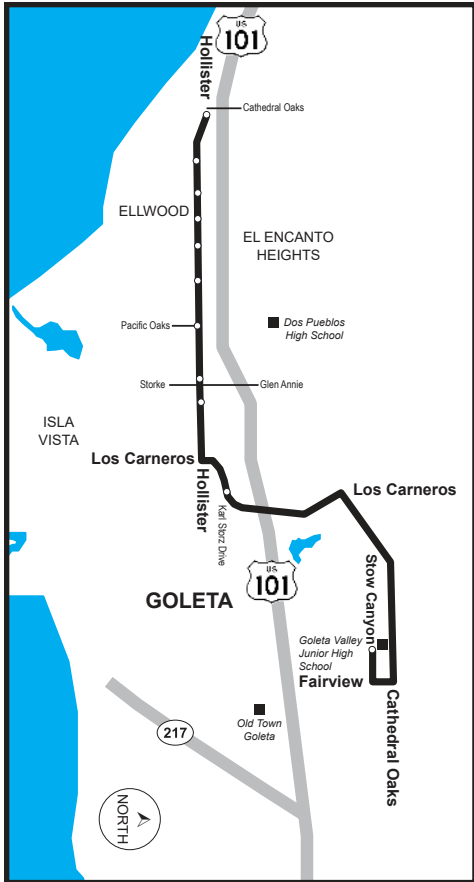 U.S.
101
Hollister
Cathedral Oaks
ELLWOOD
EL ENCANTO
HEIGHTS
Pacific Oaks
Dos Pueblos
High School
Storke
Glen Annie
ISLA
VISTA
Los Carneros
Hollister
Karl Storz Drive
Los Carneros
Stow Canyon
U.S.
101
GOLETA
Goleta Valley
Junior High
School
Fairview
Cathedral Oaks
Old Town
Goleta
217
NORTH